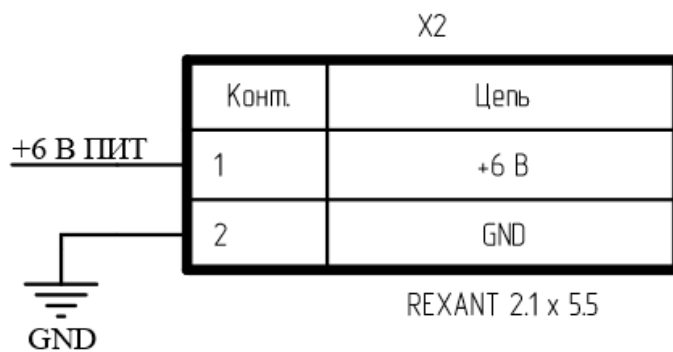 X2
Конт. Цепь
+6 В ПИТ 1 +6 В
2 GND
REXANT 2.1 x 5.5
GND